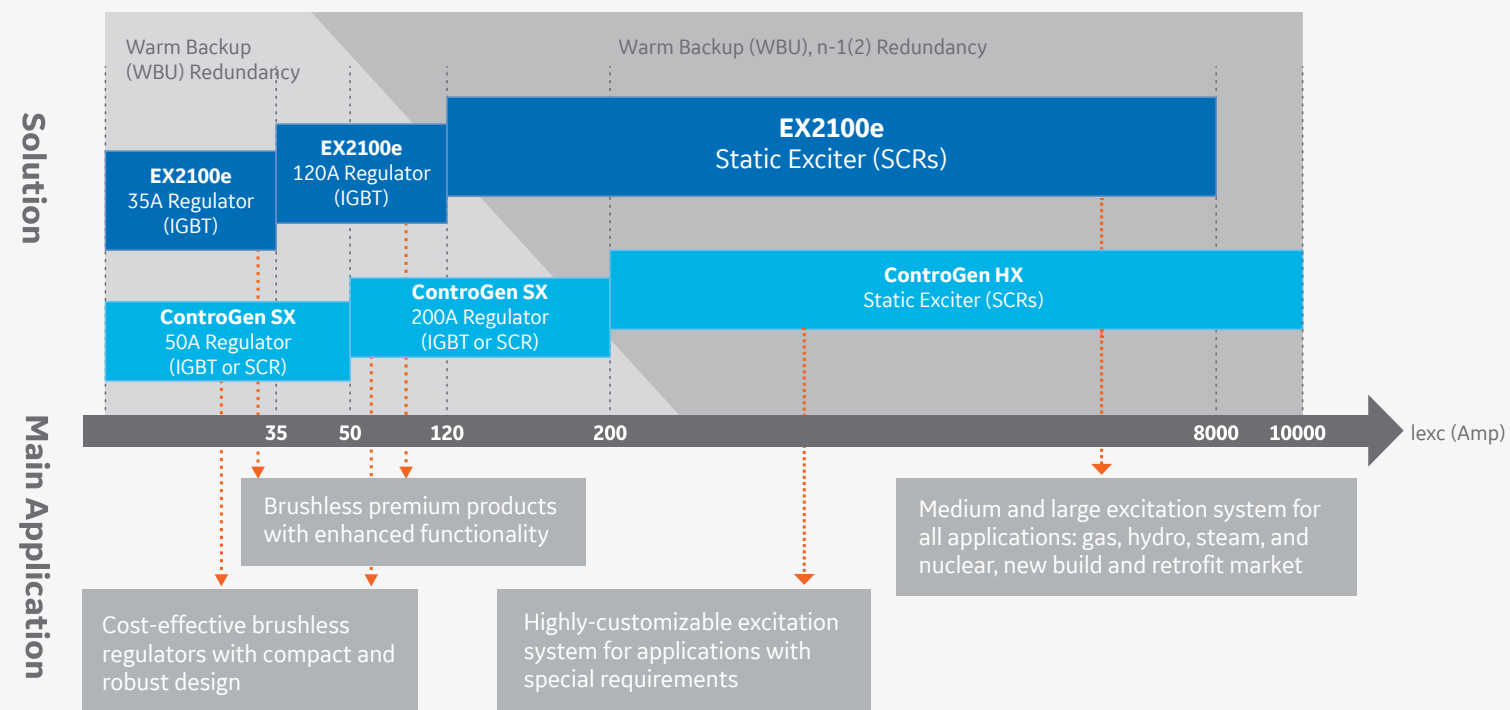 Solution
Warm Backup
(WBU) Redundancy
Warm Backup (WBU), n-1(2) Redundancy
EX2100e
35A Regulator
(IGBT)
EX2100e
120A Regulator
(IGBT)
EX2100e
Static Exciter (SCRs)
ControGen SX
50A Regulator
(IGBT or SCR)
ControGen SX
200A Regulator
(IGBT or SCR)
ControGen HX
Static Exciter (SCRs)
35 50 120 200 8000 10000 lexc (Amp)
Main Application
Brushless premium products
with enhanced functionality
Medium and large excitation system for
all applications: gas, hydro, steam, and
nuclear, new build and retrofit market
Cost-effective brushless
regulators with compact and
robust design
Highly-customizable excitation
system for applications with
special requirements